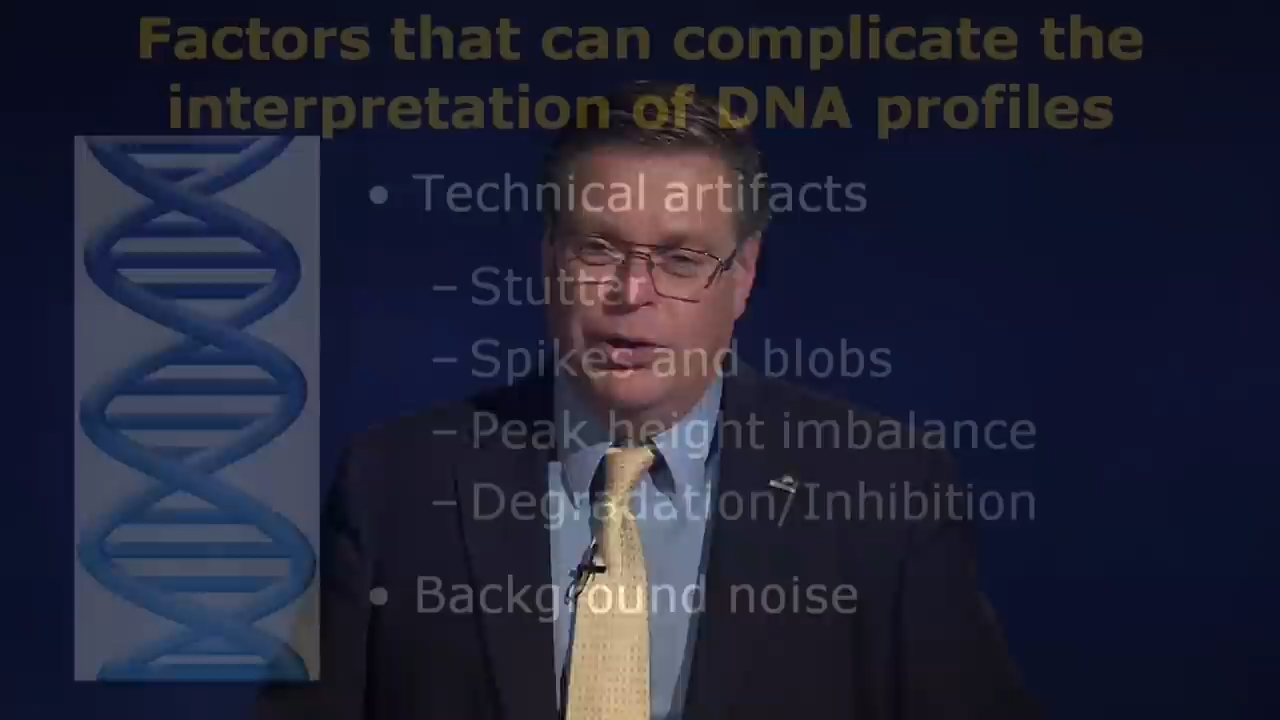 Factors that can complicate the
interpretation of DNA profiles
• Technical artifacts
– Stutter
– Spikes and blobs
– Peak height imbalance
– Degradation/Inhibition
• Background noise